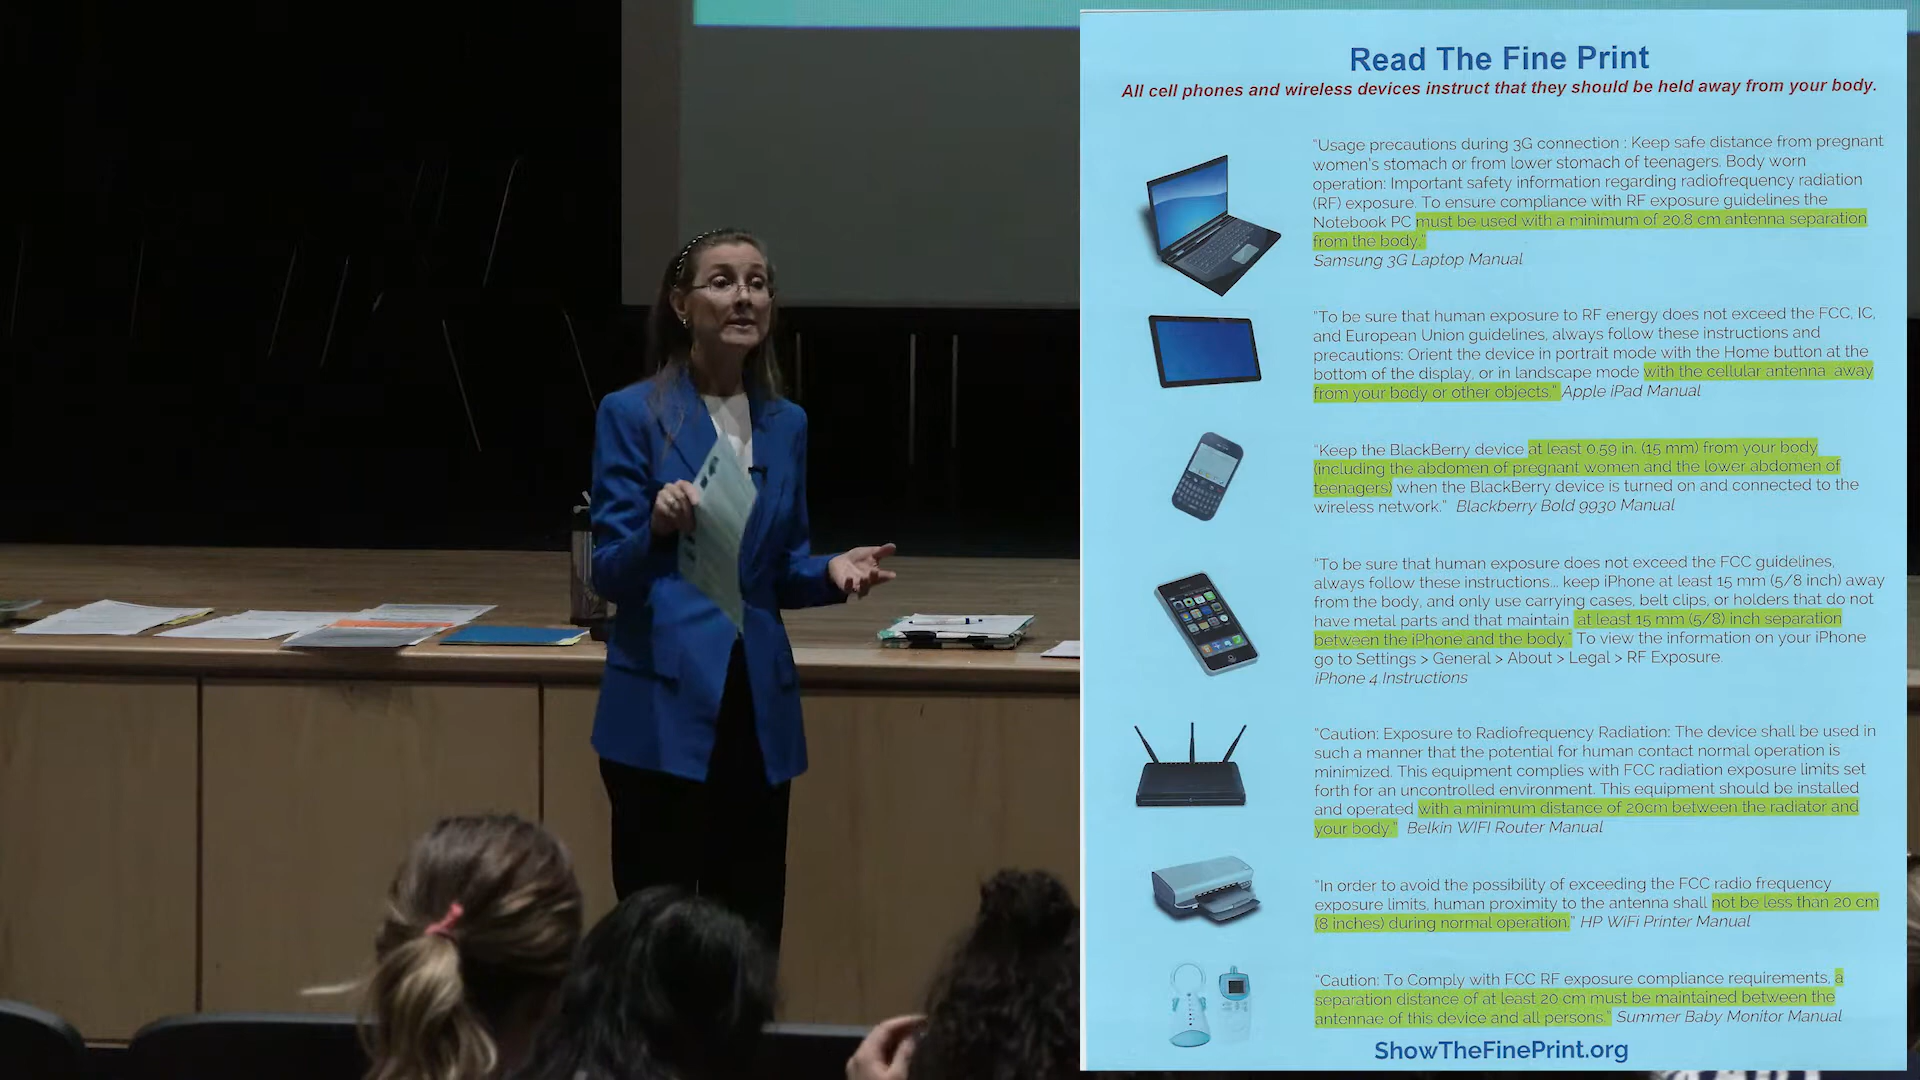 Read The Fine Print
All cell phones and wireless devices instruct that they should be held away from your body.
"Usage precautions during 3G connection : Keep safe distance from pregnant
women's stomach or from lower stomach of teenagers. Body worn
operation: Important safety information regarding radiofrequency radiation
(RF) exposure. To ensure compliance with RF exposure guidelines the
Notebook PC must be used with a minimum of 20.8 cm antenna separation
from the body."
Samsung 3G Laptop Manual
"To be sure that human exposure to RF energy does not exceed the FCC, IC,
and European Union guidelines, always follow these instructions and
precautions: Orient the device in portrait mode with the Home button at the
bottom of the display, or in landscape mode with the cellular antenna away
from your body or other objects." Apple iPad Manual
"Keep the BlackBerry device at least 0.59 in. (15 mm) from your body
(including the abdomen of pregnant women and the lower abdomen of
teenagers) when the BlackBerry device is turned on and connected to the
wireless network." Blackberry Bold 9930 Manual
"To be sure that human exposure does not exceed the FCC guidelines,
always follow these instructions... keep iPhone at least 15 mm (5/8 inch) away
from the body, and only use carrying cases, belt clips, or holders that do not
have metal parts and that maintain at least 15 mm (5/8) inch separation
between the iPhone and the body." To view the information on your iPhone
go to Settings > General > About > Legal > RF Exposure.
iPhone 4 Instructions
"Caution: Exposure to Radiofrequency Radiation: The device shall be used in
such a manner that the potential for human contact normal operation is
minimized. This equipment complies with FCC radiation exposure limits set
forth for an uncontrolled environment. This equipment should be installed
and operated with a minimum distance of 20cm between the radiator and
your body." Belkin WIFI Router Manual
"In order to avoid the possibility of exceeding the FCC radio frequency
exposure limits, human proximity to the antenna shall not be less than 20 cm
(8 inches) during normal operation." HP WiFi Printer Manual
"Caution: To Comply with FCC RF exposure compliance requirements, a
separation distance of at least 20 cm must be maintained between the
antennae of this device and all persons." Summer Baby Monitor Manual
ShowTheFinePrint.org